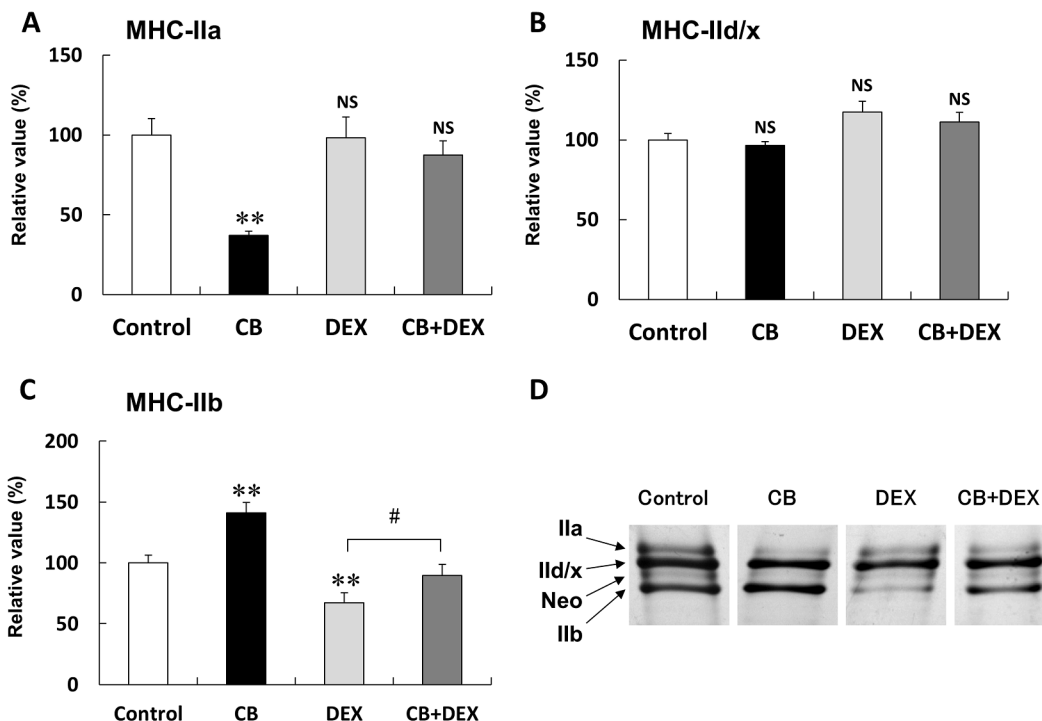 A
MHC-IIa
Relative value (%)
150
100
50
0
NS
NS
**
Control CB DEX CB+DEX
B
MHC-IId/x
Relative value (%)
150
100
50
0
NS
NS
NS
Control CB DEX CB+DEX
C
MHC-IIb
Relative value (%)
200
150
100
50
0
**
#
**
Control CB DEX CB+DEX
D
Control CB DEX CB+DEX
IIa
IId/x
Neo
IIb